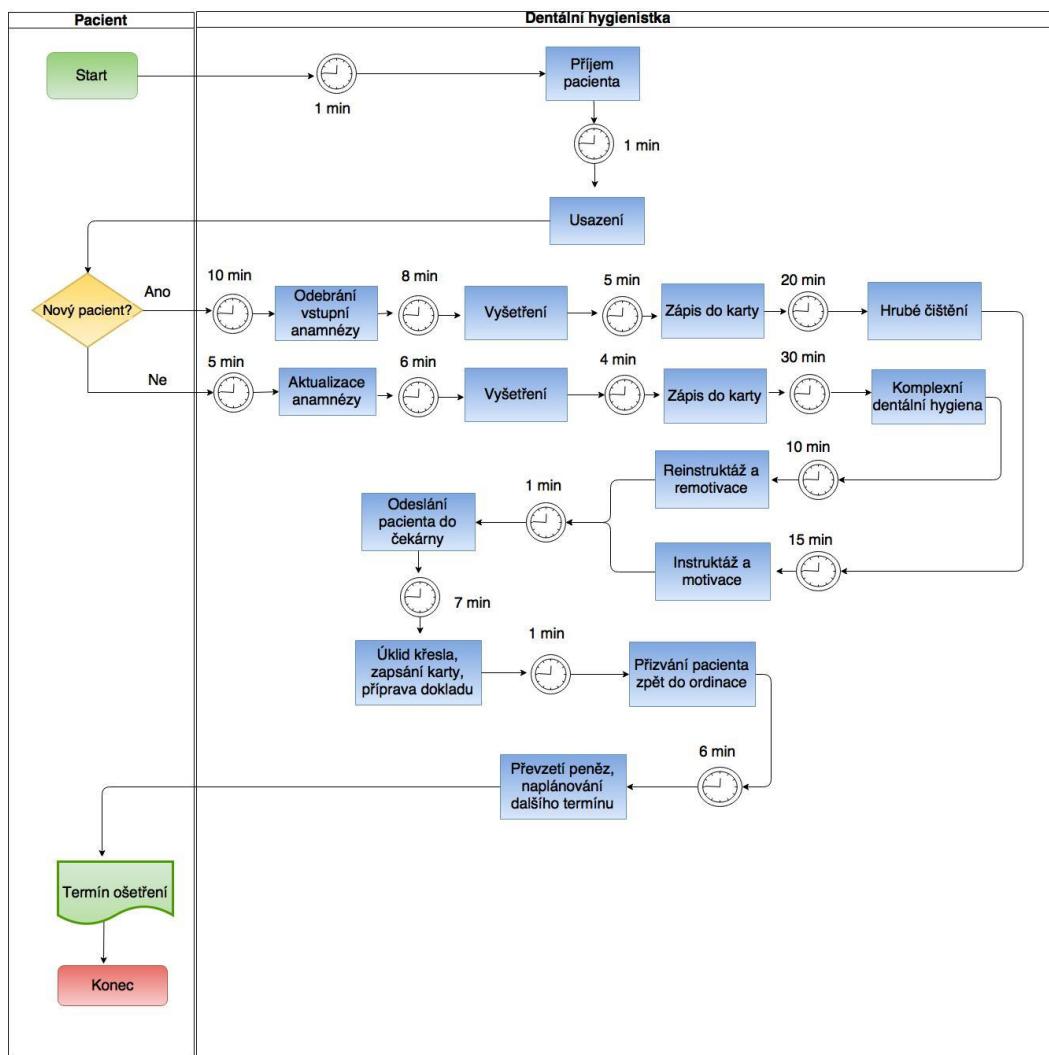 Pacient
Dentální hygienistka
Start
1 min
Příjem
pacienta
1 min
Usazení
Nový pacient?
Ano
10 min
Odebrání
vstupní
anamnézy
8 min
Vyšetření
5 min
Zápis do karty
20 min
Hrubé čištění
Ne
5 min
Aktualizace
anamnézy
6 min
Vyšetření
4 min
Zápis do karty
30 min
Komplexní
dentální hygiena
10 min
Reinstruktáž a
remotivace
15 min
Instruktáž a
motivace
1 min
Odeslání
pacienta do
čekárny
7 min
Úklid křesla,
zapsání karty,
příprava dokladu
1 min
Přizvání pacienta
zpět do ordinace
6 min
Převzetí peněz,
naplánování
dalšího termínu
Termín ošetření
Konec